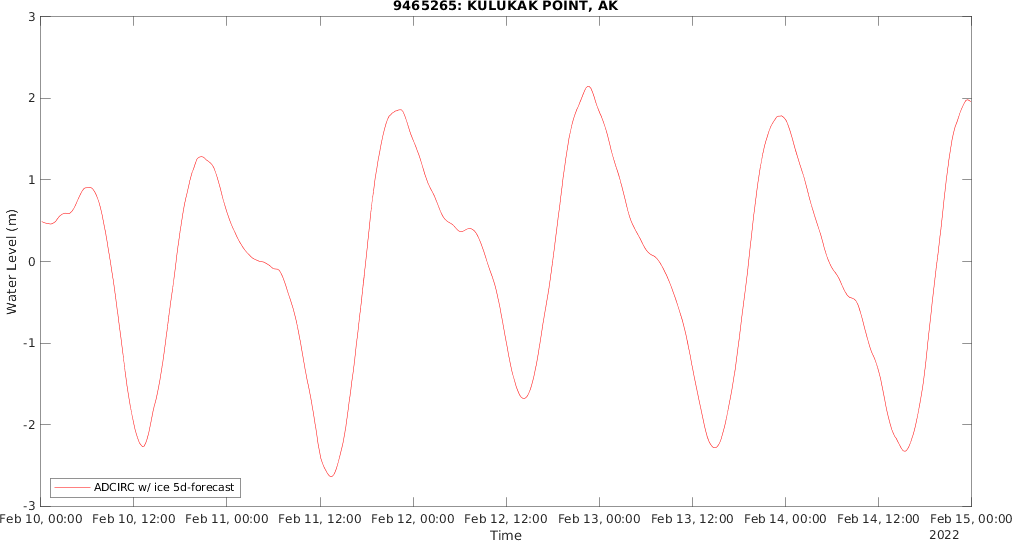 9465265: KULUKAK POINT, AK
3
2
1
0
-1
-2
-3
Water Level (m)
ADCIRC w/ ice 5d-forecast
Feb 10, 00:00 Feb 10, 12:00 Feb 11, 00:00 Feb 11, 12:00 Feb 12, 00:00 Feb 12, 12:00 Feb 13, 00:00 Feb 13, 12:00 Feb 14, 00:00 Feb 14, 12:00 Feb 15, 00:00
Time
2022